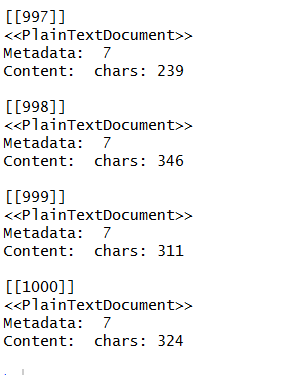 [[997]]
<<PlainTextDocument>>
Metadata:  7
Content:  chars: 239
[[998]]
<<PlainTextDocument>>
Metadata:  7
Content:  chars: 346
[[999]]
<<PlainTextDocument>>
Metadata:  7
Content:  chars: 311
[[1000]]
<<PlainTextDocument>>
Metadata:  7
Content:  chars: 324